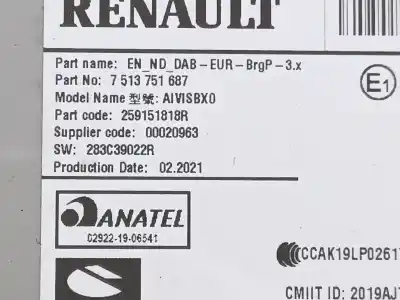 RENAULT
Part name: EN_ND_DAB-EUR-BrgP-3.x
Part No: 7 513 751 687
Model Name 型號: AIVISBX0
Part code: 259151818R
Supplier code: 00020963
SW: 283C39022R
Production Date: 02.2021
E1
ANATEL
02922-19-06541
CCAK19LP0261
CMIIT ID: 2019AJ